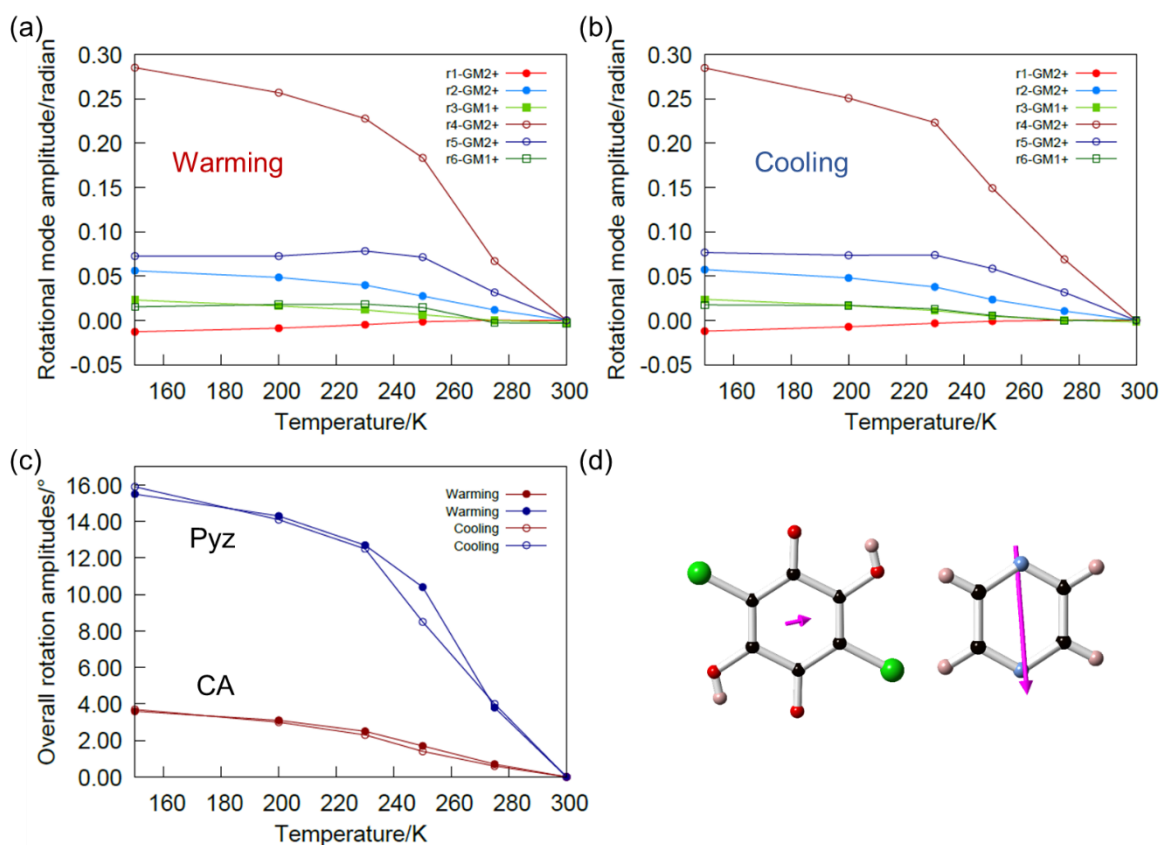 (a)
Rotational mode amplitude/radian
0.30
0.25
0.20
0.15
0.10
0.05
0.00
-0.05
r1-GM2+
r2-GM2+
r3-GM1+
r4-GM2+
r5-GM2+
r6-GM1+
Warming
160 180 200 220 240 260 280 300
Temperature/K
(b)
Rotational mode amplitude/radian
0.30
0.25
0.20
0.15
0.10
0.05
0.00
-0.05
r1-GM2+
r2-GM2+
r3-GM1+
r4-GM2+
r5-GM2+
r6-GM1+
Cooling
160 180 200 220 240 260 280 300
Temperature/K
(c)
Overall rotation amplitudes/°
16.00
14.00
12.00
10.00
8.00
6.00
4.00
2.00
0.00
Warming
Warming
Cooling
Cooling
Pyz
CA
160 180 200 220 240 260 280 300
Temperature/K
(d)